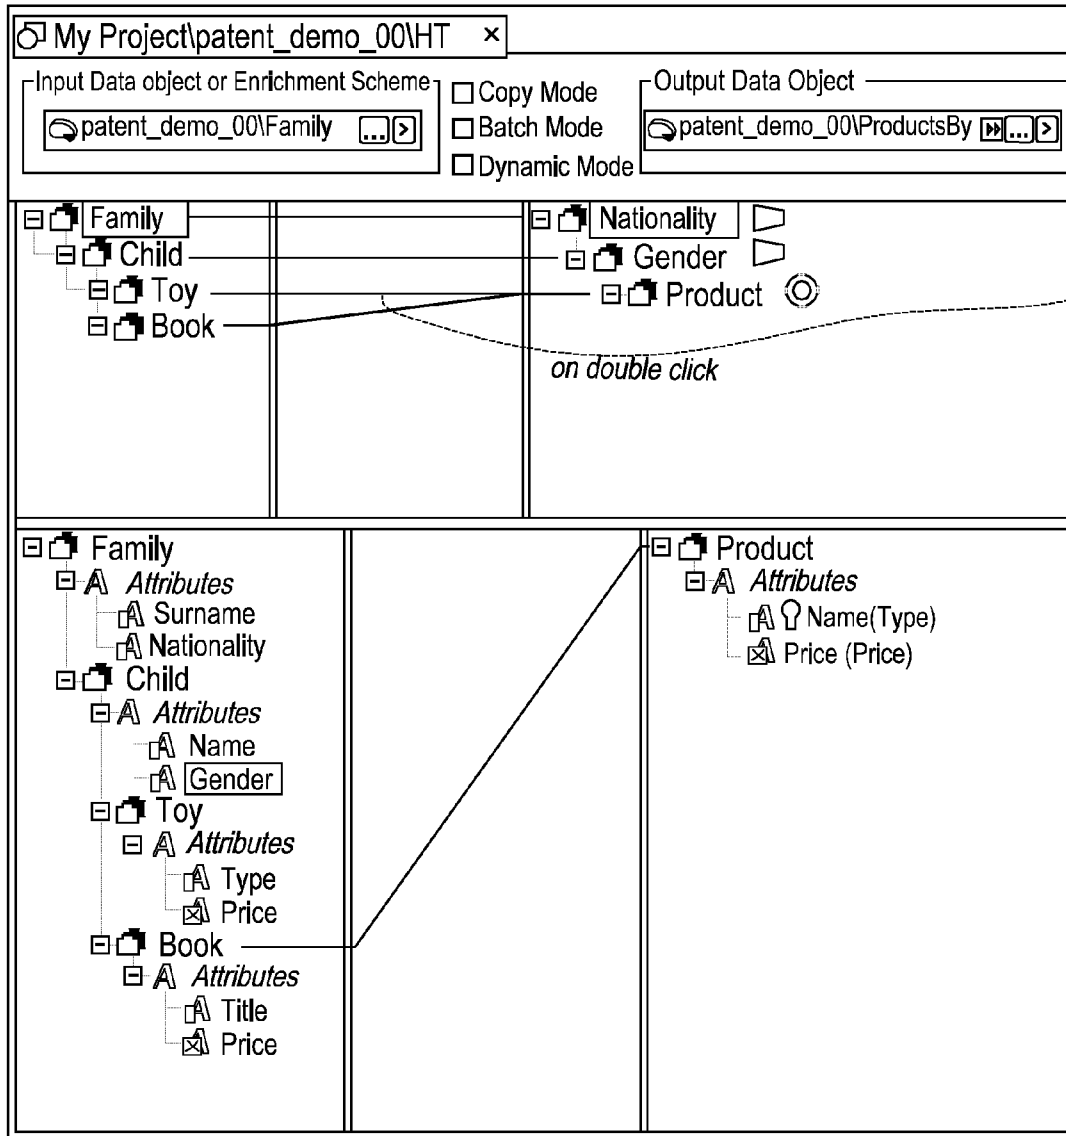 My Project\patent_demo_00\HT ×
Input Data object or Enrichment Scheme
patent_demo_00\Family ... >
Copy Mode
Batch Mode
Dynamic Mode
Output Data Object
patent_demo_00\ProductsBy ... >
Family
Child
Toy
Book
Nationality
Gender
Product
on double click
Family
Attributes
Surname
Nationality
Child
Attributes
Name
Gender
Toy
Attributes
Type
Price
Book
Attributes
Title
Price
Product
Attributes
Name(Type)
Price (Price)